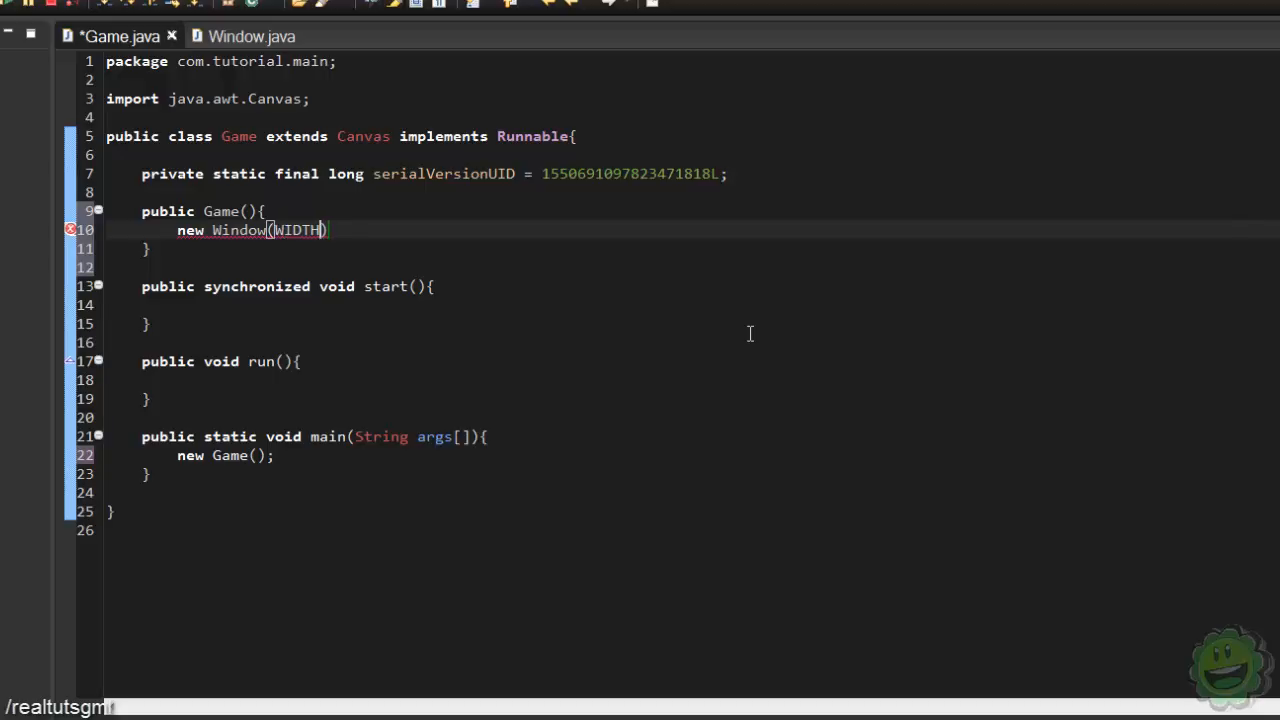 *Game.java
Window.java
1 package com.tutorial.main;
2
3 import java.awt.Canvas;
4
5 public class Game extends Canvas implements Runnable{
6
7 private static final long serialVersionUID = 1550691097823471818L;
8
9 public Game(){
10 new Window(WIDTH)
11 }
12
13 public synchronized void start(){
14
15 }
16
17 public void run(){
18
19 }
20
21 public static void main(String args[]){
22 new Game();
23 }
24
25 }
26
/realtutsgmr